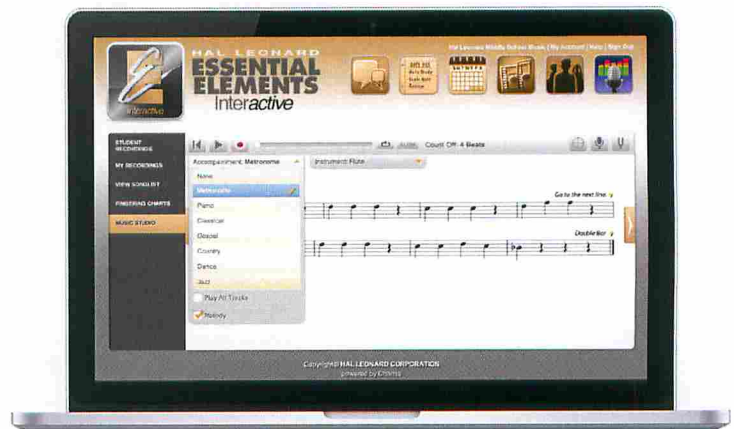 HAL LEONARD
ESSENTIAL
ELEMENTS
Interactive
Hal Leonard Middle School Music | My Account | Help | Sign Out
interactive
STUDENT
RECORDINGS
MY RECORDINGS
VIEW SONGLIST
FINGERING CHARTS
MUSIC STUDIO
Count Off: 4 Beats
Accompaniment: Metronome
Instrument: Flute
None
Metronome
Piano
Classical
Gospel
Country
Dance
Jazz
Play All Tracks
Melody
Go to the next line
Double Bar
Copyright© HAL LEONARD CORPORATION
powered by